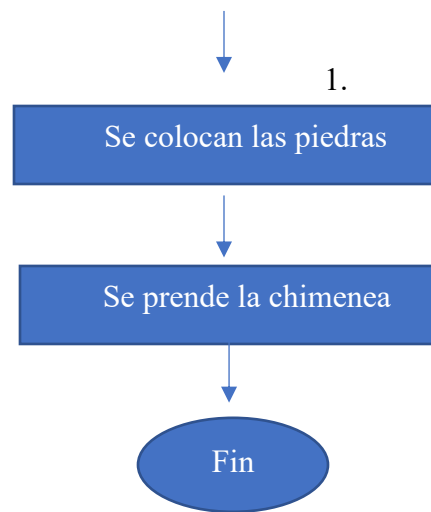 1.
Se colocan las piedras
Se prende la chimenea
Fin